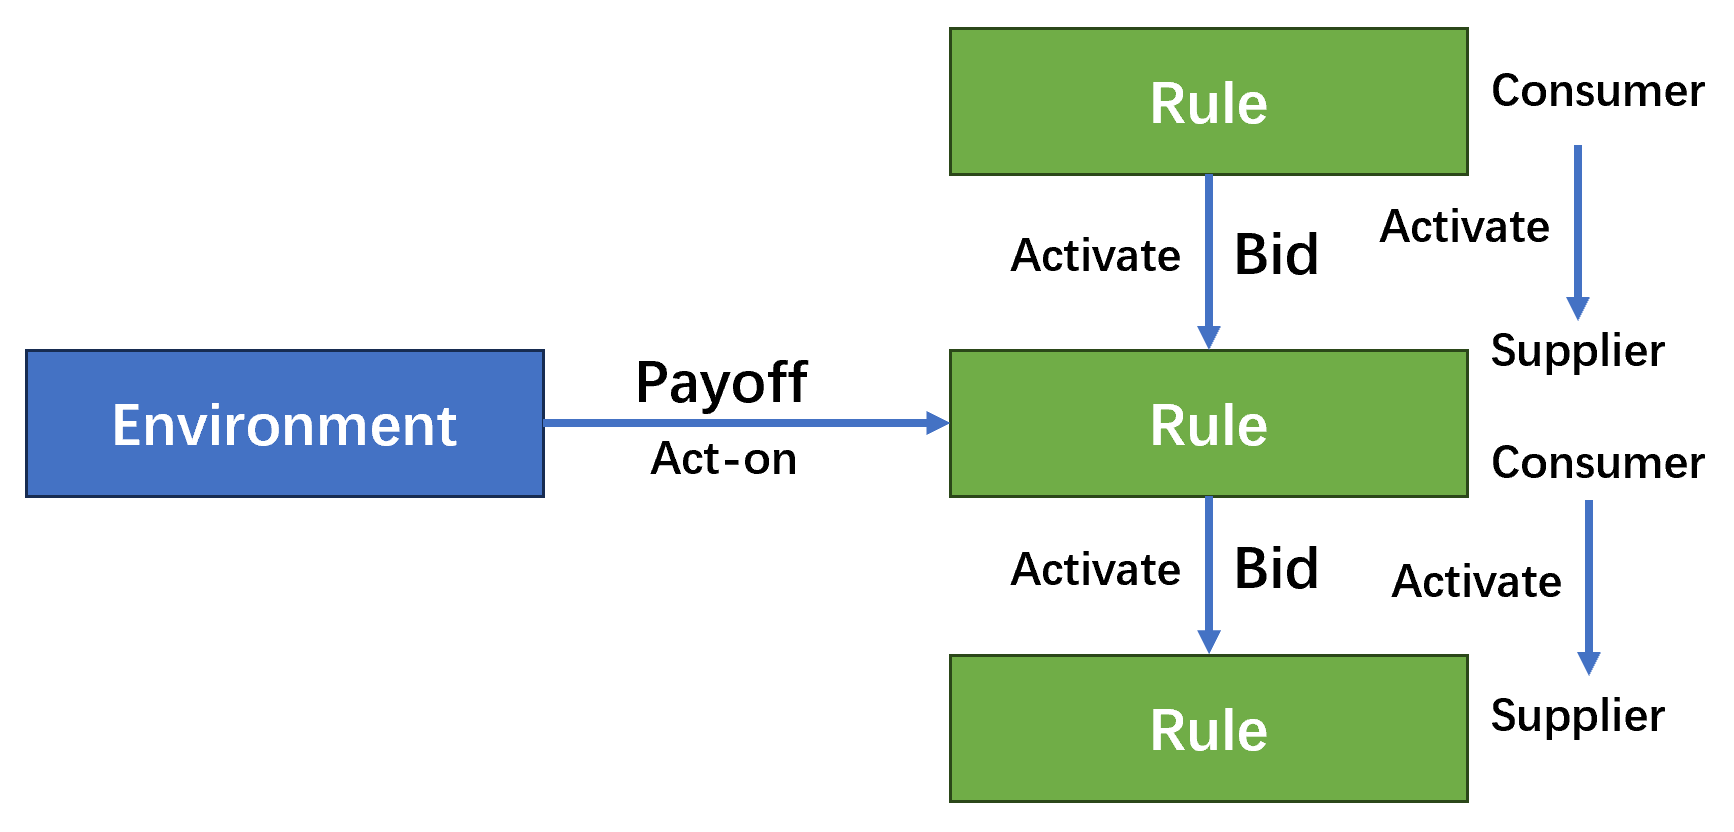 Rule
Consumer
Activate
Bid
Activate
Supplier
Environment
Payoff
Act-on
Rule
Consumer
Activate
Bid
Activate
Rule
Supplier